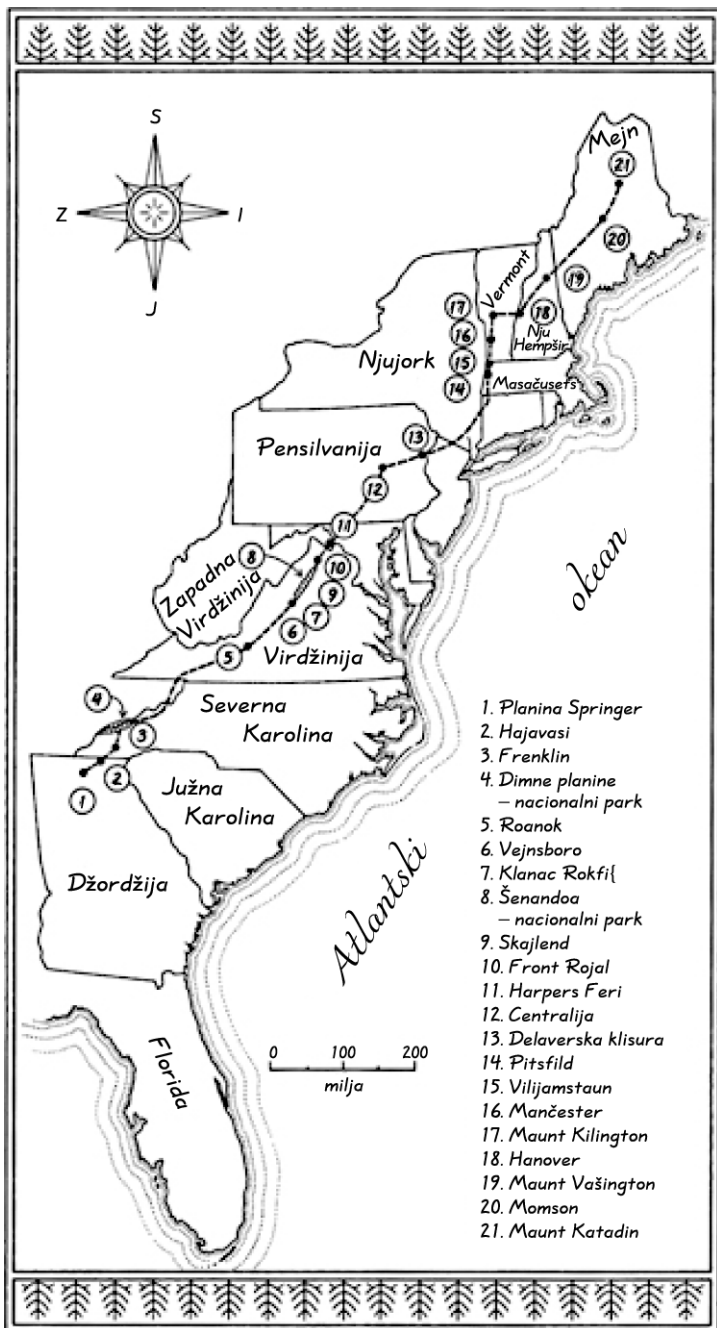 S
Z
I
J
Mejn
21
20
19
Vermont
18
Nju
Hempšir
17
16
15
14
Njujork
Masačusets
Pensilvanija
13
12
11
8
10
9
7
6
Zapadna
Virdžinija
5
Virdžinija
4
3
Severna
Karolina
2
1
Južna
Karolina
Džordžija
Florida
Atlantski
okean
0 100 200
milja
1. Planina Springer
2. Hajavasi
3. Frenklin
4. Dimne planine
– nacionalni park
5. Roanok
6. Vejnsboro
7. Klanac Rokfi{
8. Šenandoa
– nacionalni park
9. Skajlend
10. Front Rojal
11. Harpers Feri
12. Centralija
13. Delaverska klisura
14. Pitsfild
15. Vilijamstaun
16. Mančester
17. Maunt Kilington
18. Hanover
19. Maunt Vašington
20. Momson
21. Maunt Katadin